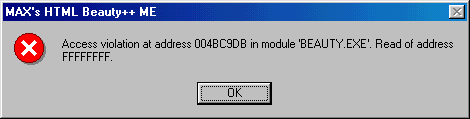 MAX's HTML Beauty++ ME
Access violation at address 004BC9DB in module 'BEAUTY.EXE'. Read of address
FFFFFFFF.
OK